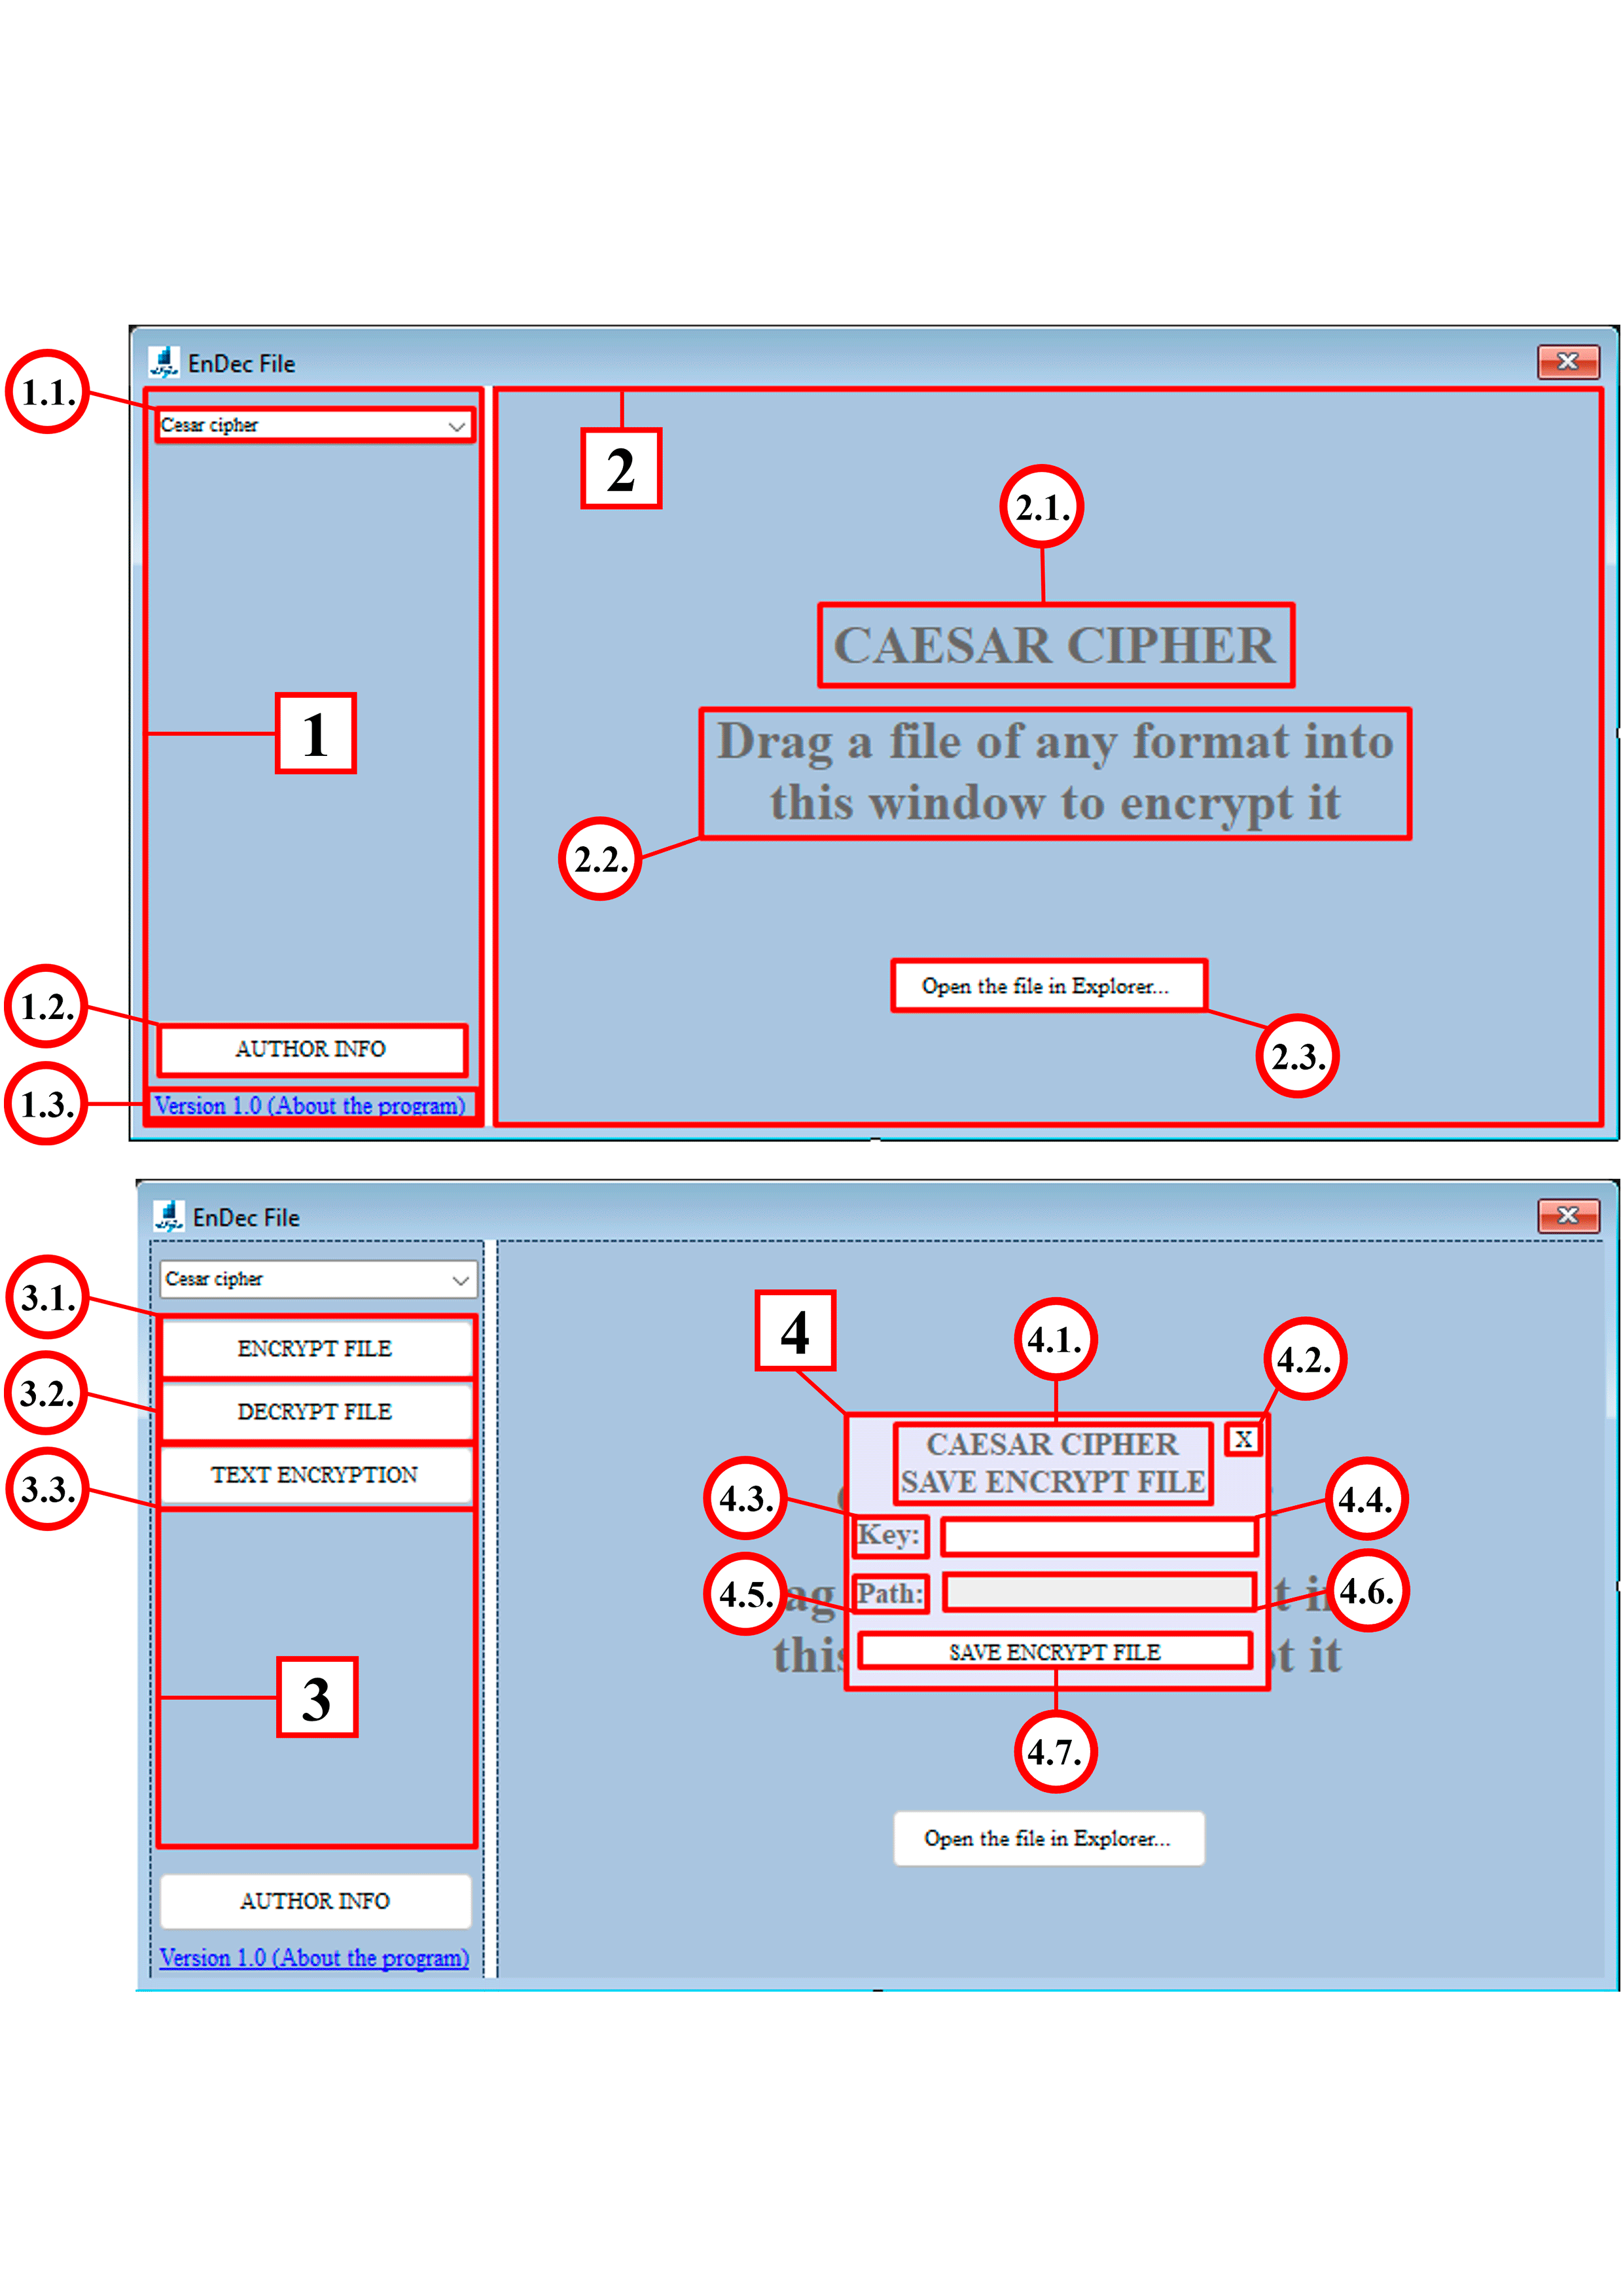 EnDec File
1.1.
Cesar cipher
2
2.1.
CAESAR CIPHER
1
Drag a file of any format into
this window to encrypt it
2.2.
Open the file in Explorer...
1.2.
AUTHOR INFO
2.3.
1.3.
Version 1.0 (About the program)
EnDec File
3.1.
Cesar cipher
ENCRYPT FILE
4
4.1.
4.2.
3.2.
DECRYPT FILE
CAESAR CIPHER
X
3.3.
TEXT ENCRYPTION
SAVE ENCRYPT FILE
4.3.
4.4.
Key:
4.5.
Path:
4.6.
SAVE ENCRYPT FILE
it
3
4.7.
Open the file in Explorer...
AUTHOR INFO
Version 1.0 (About the program)